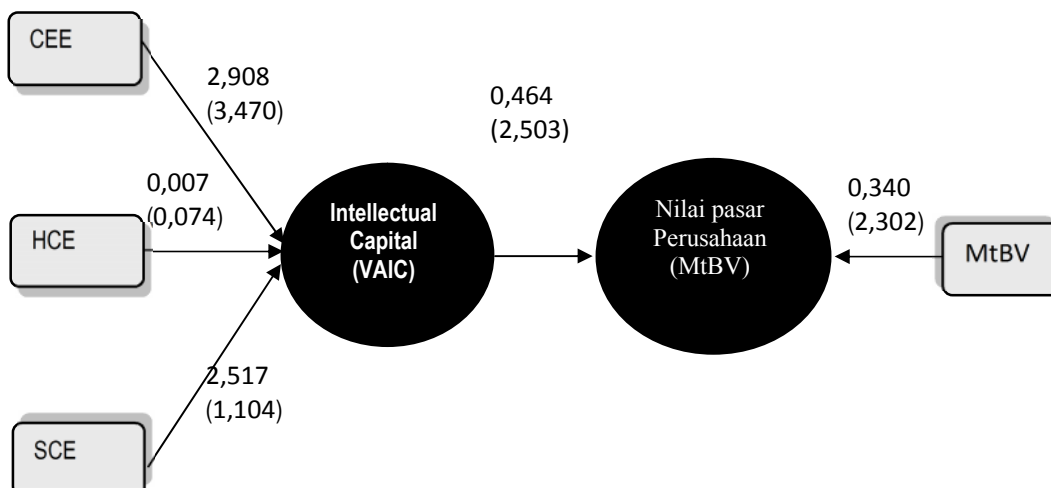 CEE
2,908
(3,470)
0,464
(2,503)
0,007
(0,074)
HCE
Intellectual
Capital
(VAIC)
Nilai pasar
Perusahaan
(MtBV)
0,340
(2,302)
MtBV
2,517
(1,104)
SCE